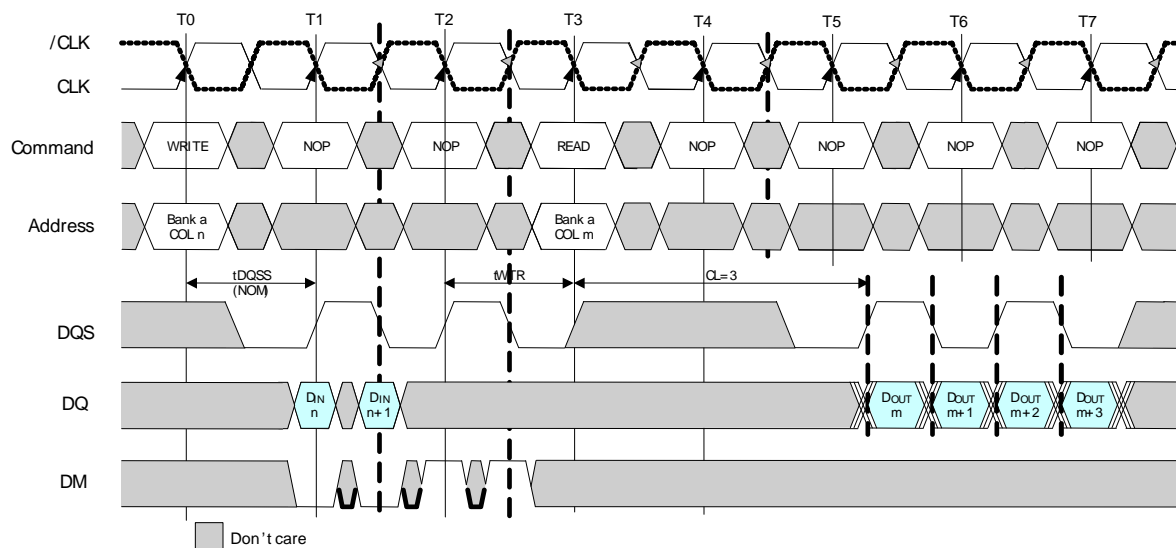 T0 T1 T2 T3 T4 T5 T6 T7
/CLK
CLK
Command WRITE NOP NOP READ NOP NOP NOP NOP
Address Bank a COL n Bank a COL m
tDQSS (NOM) tWTR CL=3
DQS
DQ DIN n DIN n+1 DOUT m DOUT m+1 DOUT m+2 DOUT m+3
DM
Don't care